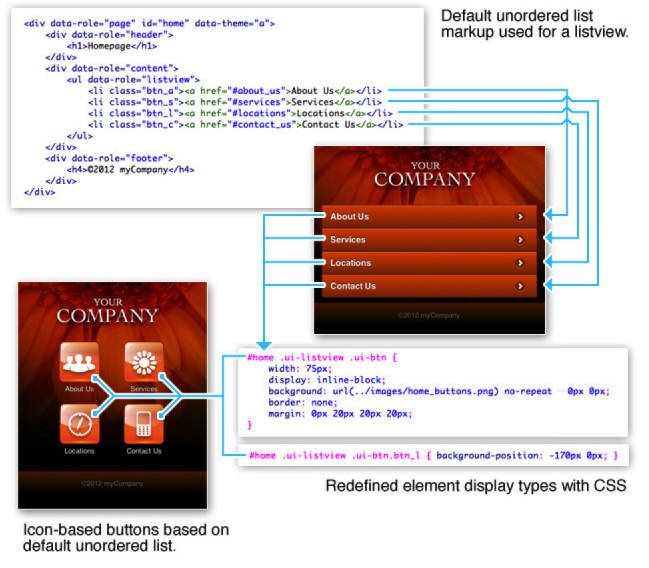 <div data-role="page" id="home" data-theme="a">
<div data-role="header">
<h1>Homepage</h1>
</div>
<div data-role="content">
<ul data-role="listview">
<li class="btn_a"><a href="#about_us">About Us</a></li>
<li class="btn_s"><a href="#services">Services</a></li>
<li class="btn_l"><a href="#locations">Locations</a></li>
<li class="btn_c"><a href="#contact_us">Contact Us</a></li>
</ul>
</div>
<div data-role="footer">
<h4>©2012 myCompany</h4>
</div>
</div>
Default unordered list
markup used for a listview.
YOUR
COMPANY
About Us
Services
Locations
Contact Us
©2012 myCompany
YOUR
COMPANY
About Us
Services
Locations
Contact Us
©2012 myCompany
#home .ui-listview .ui-btn {
width: 75px;
display: inline-block;
background: url(../images/home_buttons.png) no-repeat 0px 0px;
border: none;
margin: 0px 20px 20px 20px;
}
#home .ui-listview .ui-btn.btn_l { background-position: -170px 0px; }
Redefined element display types with CSS
Icon-based buttons based on
default unordered list.